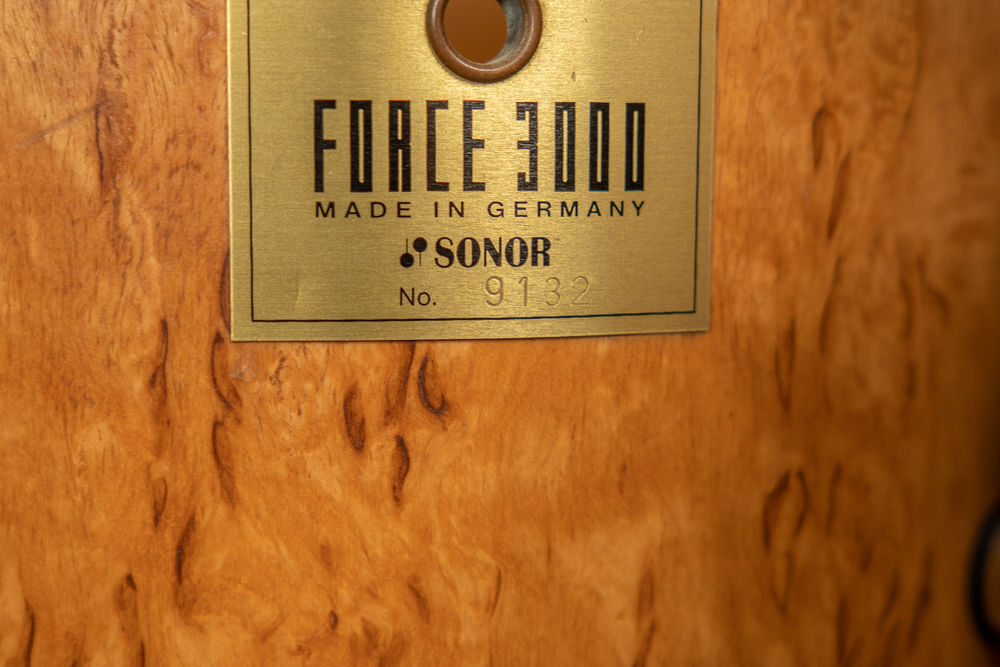 FORCE 3000
MADE IN GERMANY
SONOR
No. 9132